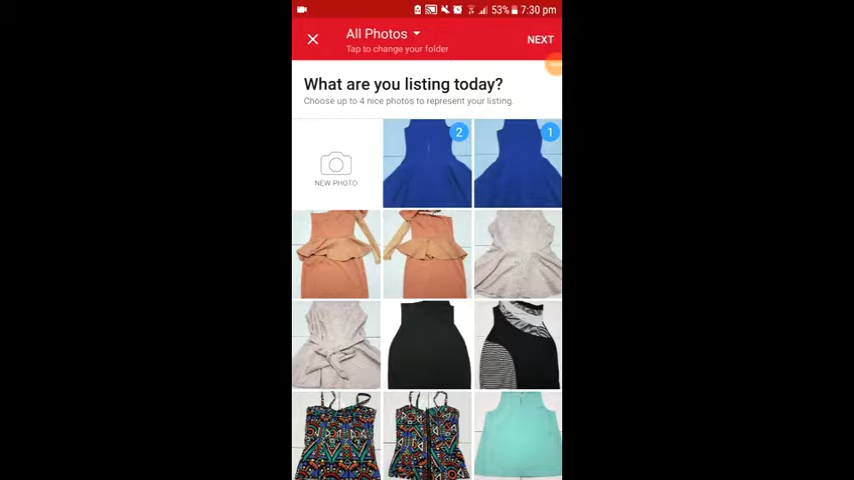 53% 7:30 pm
All Photos
Tap to change your folder
NEXT
What are you listing today?
Choose up to 4 nice photos to represent your listing.
2
1
NEW PHOTO